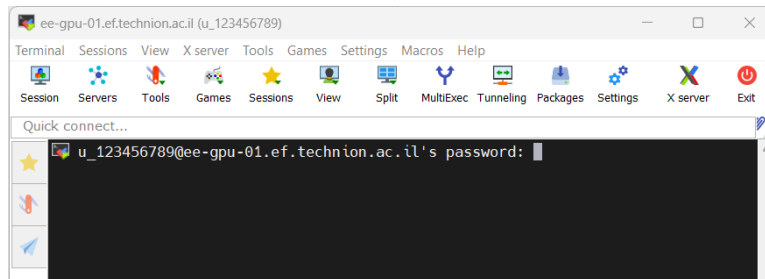 ee-gpu-01.ef.technion.ac.il (u_123456789)
Terminal Sessions View X server Tools Games Settings Macros Help
Session Servers Tools Games Sessions View Split MultiExec Tunneling Packages Settings X server Exit
Quick connect...
u_123456789@ee-gpu-01.ef.technion.ac.il's password: